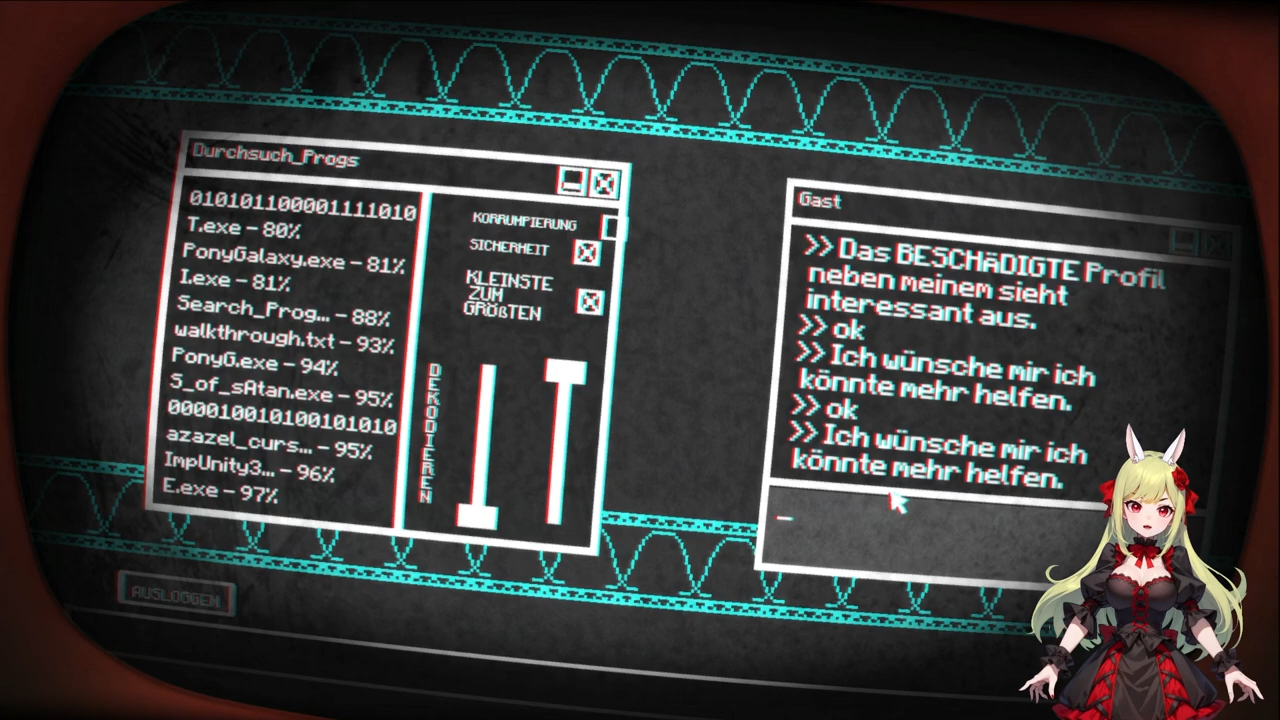 Durchsuch_Progs
010101100001111010
T.exe – 80%
PonyGalaxy.exe – 81%
I.exe – 81%
Search_Prog... – 88%
walkthrough.txt – 93%
PonyG.exe – 94%
S_of_sAtan.exe – 95%
000010010100101010
azazel_curs... – 95%
ImpUnity3... – 96%
E.exe – 97%
KORRUMPIERUNG
SICHERHEIT
KLEINSTE
ZUM
GRÖßTEN
DEKODIEREN
Gast
>> Das BESCHäDIGTE Profil
neben meinem sieht
interessant aus.
>> ok
>> Ich wünsche mir ich
könnte mehr helfen.
>> ok
>> Ich wünsche mir ich
könnte mehr helfen.
_
AUSLOGGEN